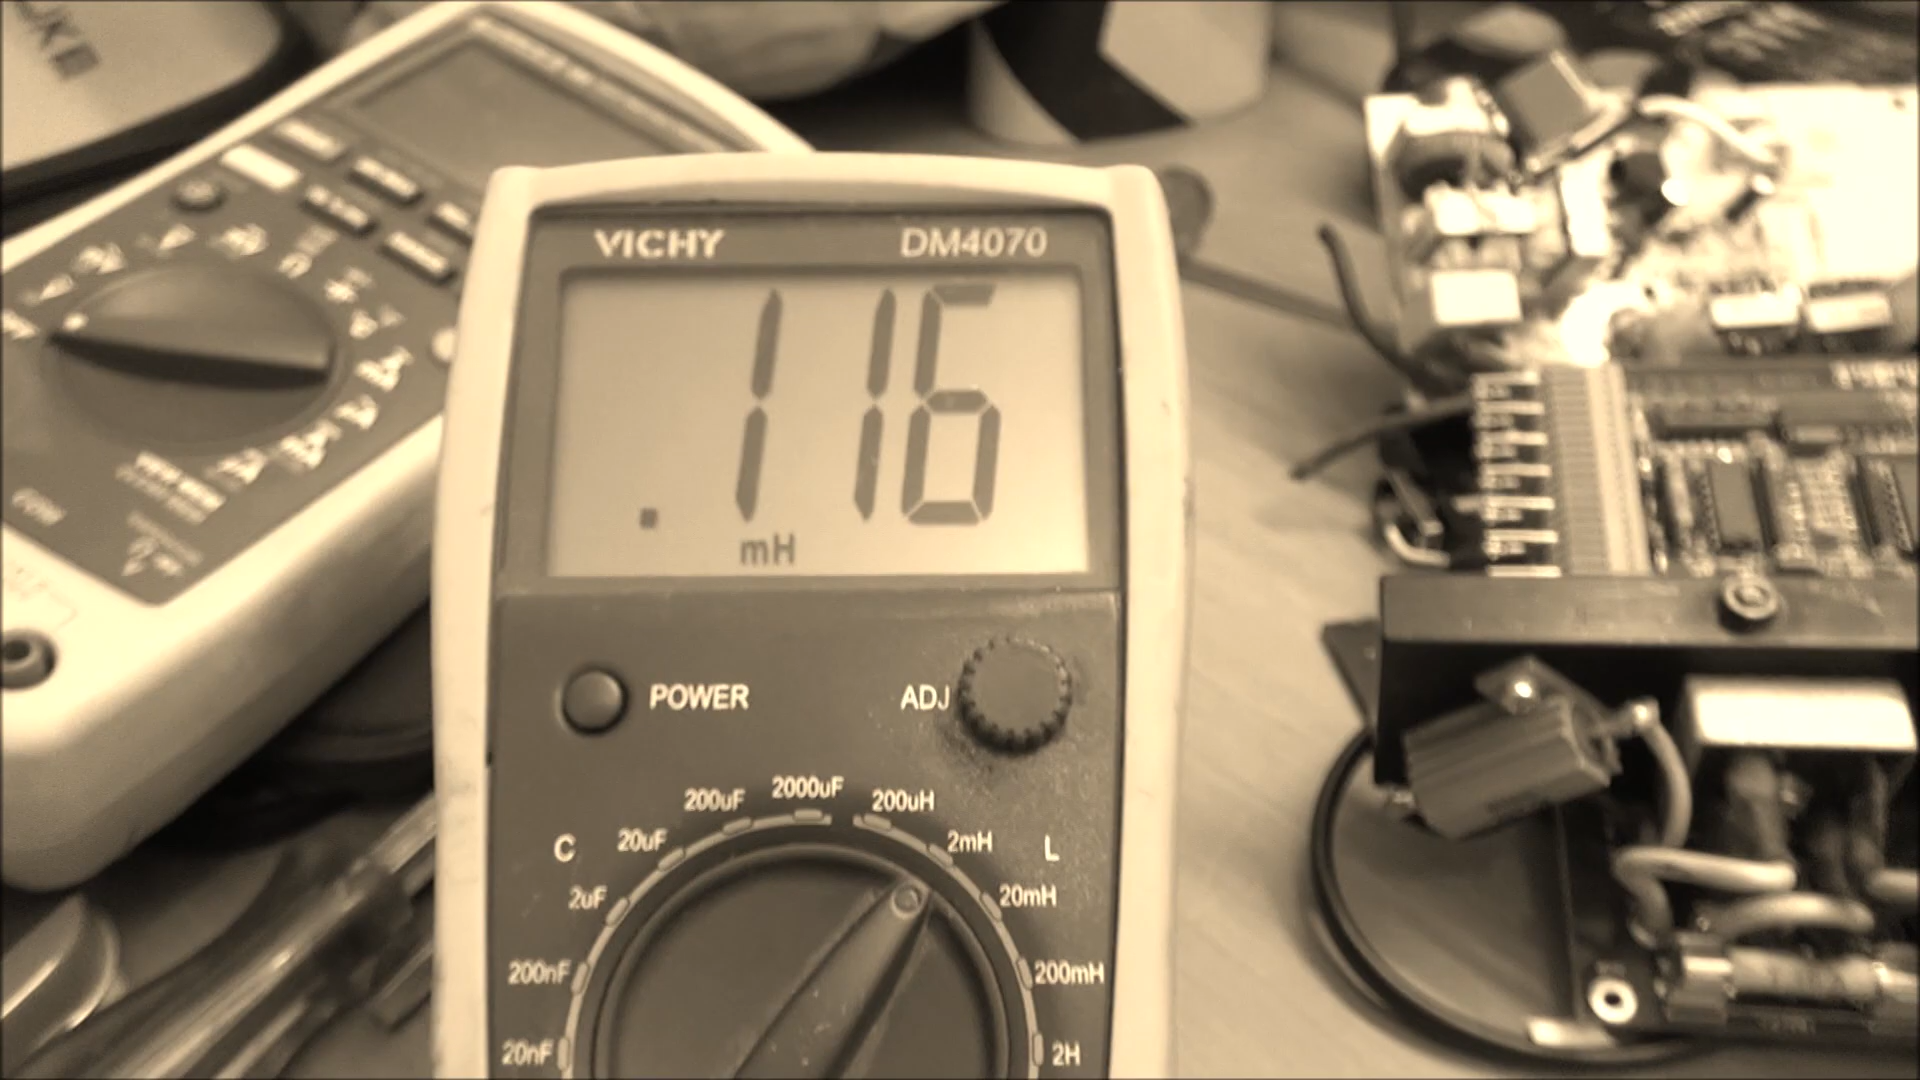 VICHY DM4070
.116
mH
POWER ADJ
200uF 2000uF 200uH
C 20uF 2mH L
2uF 20mH
200nF 200mH
20nF 2H